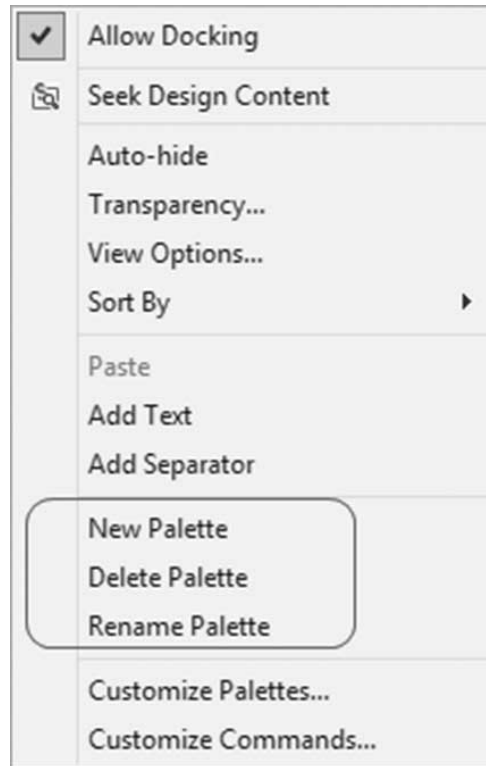 Allow Docking
Seek Design Content
Auto-hide
Transparency...
View Options...
Sort By
Paste
Add Text
Add Separator
New Palette
Delete Palette
Rename Palette
Customize Palettes...
Customize Commands...